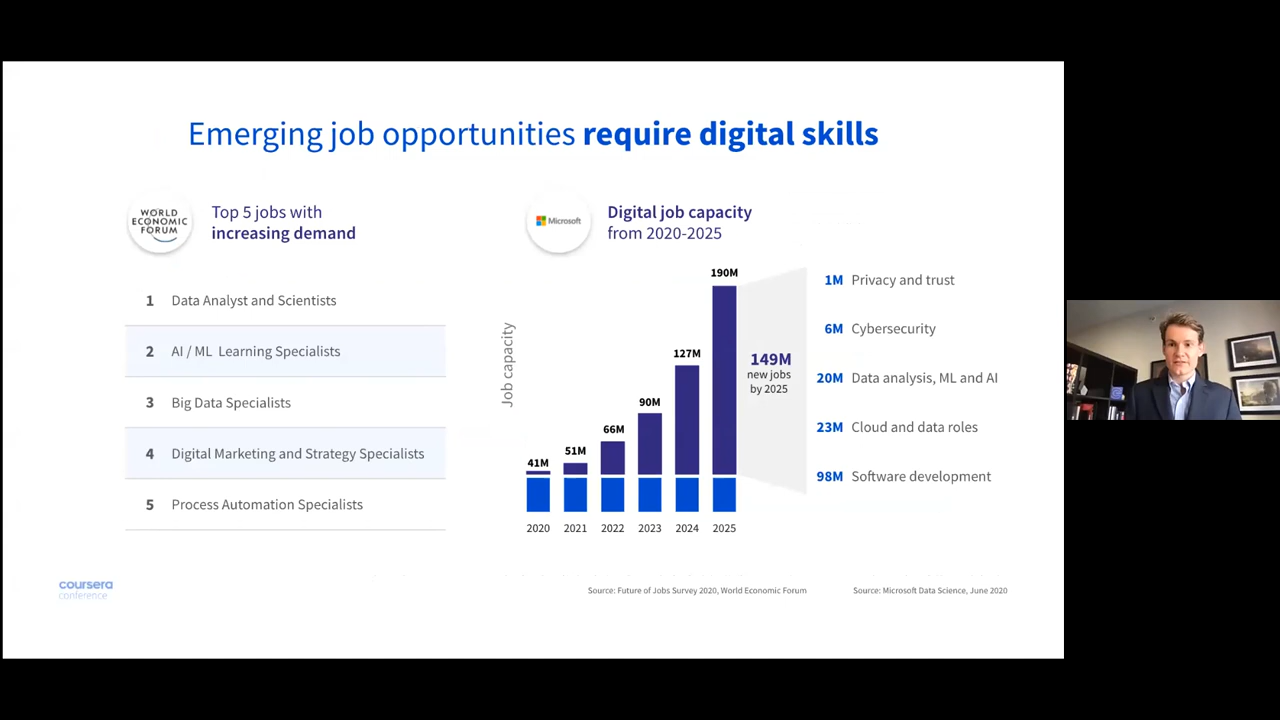 Emerging job opportunities require digital skills
WORLD
ECONOMIC
FORUM
Top 5 jobs with
increasing demand
1 Data Analyst and Scientists
2 AI / ML Learning Specialists
3 Big Data Specialists
4 Digital Marketing and Strategy Specialists
5 Process Automation Specialists
Microsoft
Digital job capacity
from 2020-2025
Job capacity
41M
51M
66M
90M
127M
190M
2020 2021 2022 2023 2024 2025
149M
new jobs
by 2025
1M Privacy and trust
6M Cybersecurity
20M Data analysis, ML and AI
23M Cloud and data roles
98M Software development
coursera
conference
Source: Future of Jobs Survey 2020, World Economic Forum
Source: Microsoft Data Science, June 2020